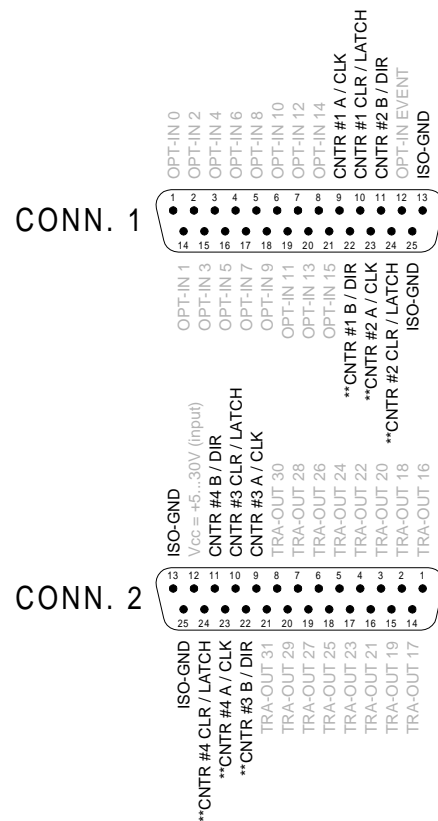 OPT-IN 0
OPT-IN 2
OPT-IN 4
OPT-IN 6
OPT-IN 8
OPT-IN 10
OPT-IN 12
OPT-IN 14
CNTR #1 A / CLK
CNTR #1 CLR / LATCH
CNTR #2 B / DIR
OPT-IN EVENT
ISO-GND
CONN. 1
1 2 3 4 5 6 7 8 9 10 11 12 13
14 15 16 17 18 19 20 21 22 23 24 25
OPT-IN 1
OPT-IN 3
OPT-IN 5
OPT-IN 7
OPT-IN 9
OPT-IN 11
OPT-IN 13
OPT-IN 15
**CNTR #1 B / DIR
**CNTR #2 A / CLK
**CNTR #2 CLR / LATCH
ISO-GND
ISO-GND
Vcc = +5...30V (input)
CNTR #4 B / DIR
CNTR #3 CLR / LATCH
CNTR #3 A / CLK
TRA-OUT 30
TRA-OUT 28
TRA-OUT 26
TRA-OUT 24
TRA-OUT 22
TRA-OUT 20
TRA-OUT 18
TRA-OUT 16
CONN. 2
13 12 11 10 9 8 7 6 5 4 3 2 1
25 24 23 22 21 20 19 18 17 16 15 14
ISO-GND
**CNTR #4 CLR / LATCH
**CNTR #4 A / CLK
**CNTR #3 B / DIR
TRA-OUT 31
TRA-OUT 29
TRA-OUT 27
TRA-OUT 25
TRA-OUT 23
TRA-OUT 21
TRA-OUT 19
TRA-OUT 17